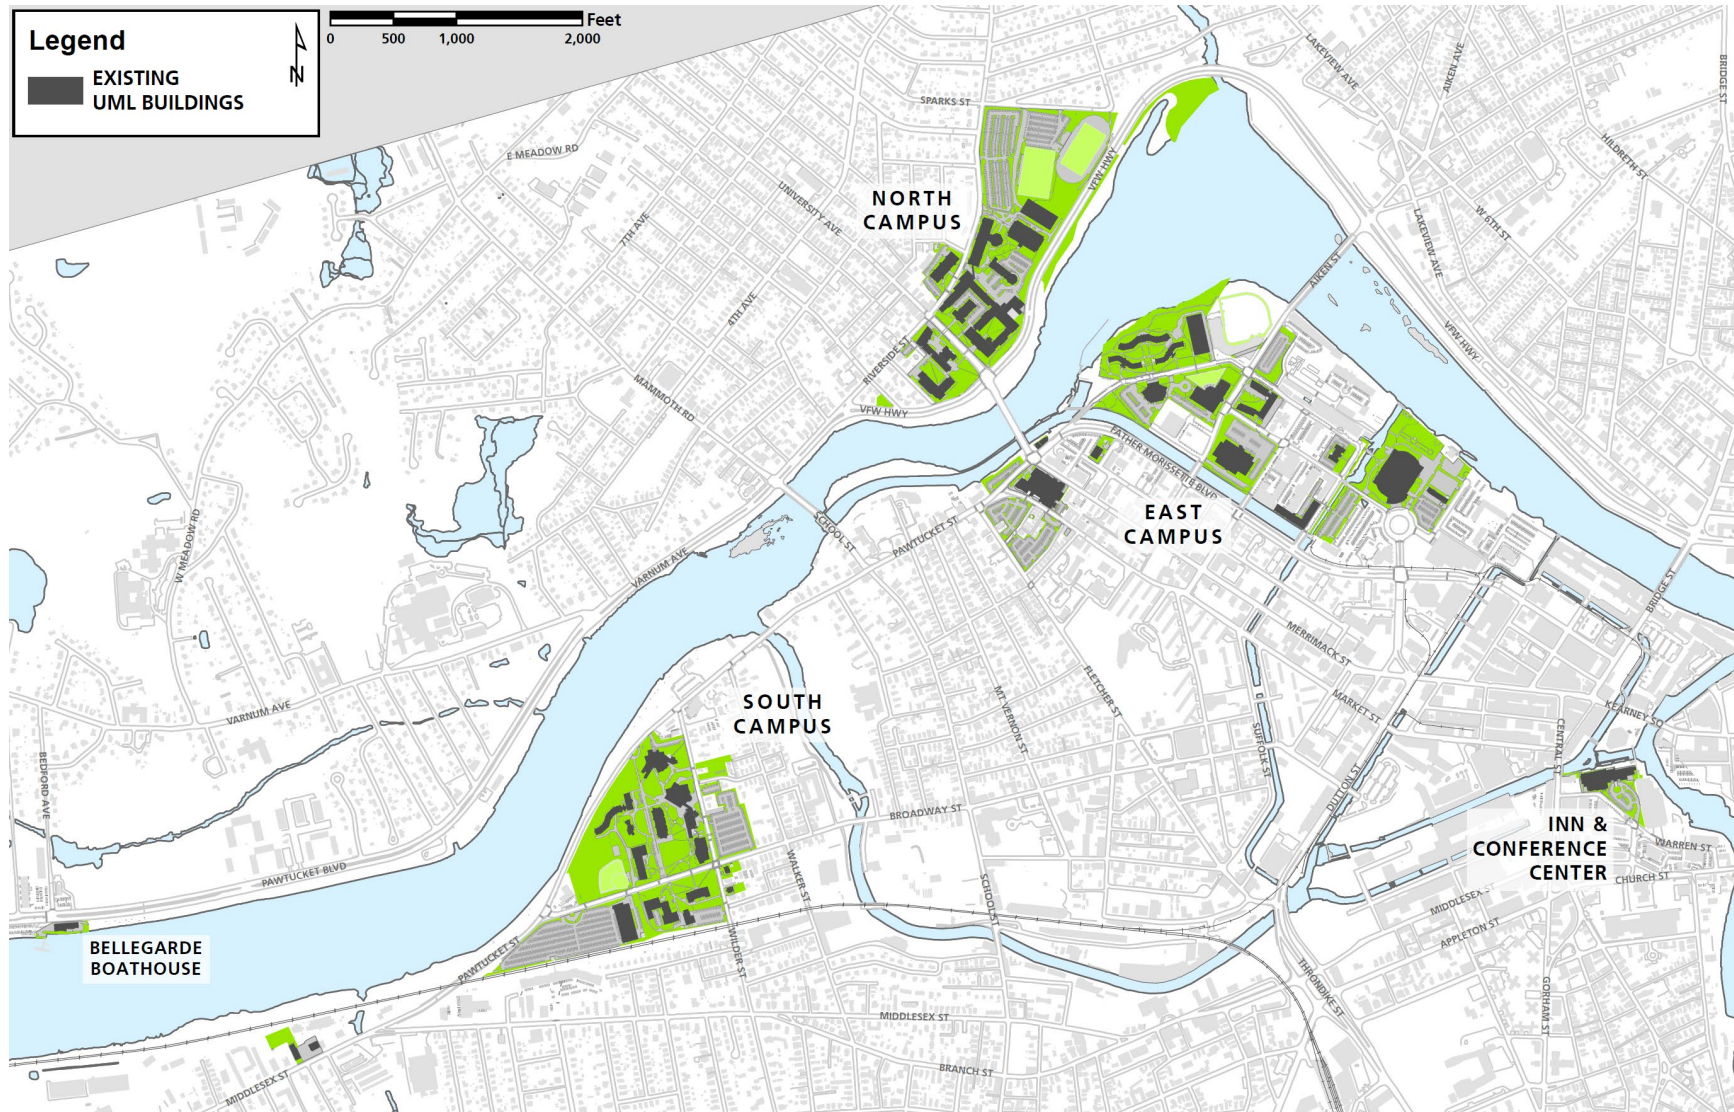 Legend
EXISTING
UML BUILDINGS
N
Feet
0 500 1,000 2,000
SPARKS ST
E MEADOW RD
LAKEVIEW AVE
AIKEN AVE
BRIDGE ST
HILDRETH ST
UNIVERSITY AVE
VFW HWY
NORTH
CAMPUS
7TH AVE
W 6TH ST
LAKEVIEW AVE
AIKEN ST
4TH AVE
RIVERSIDE ST
VFW HWY
MAMMOTH RD
VFW HWY
FATHER MORISSETTE BLVD
EAST
CAMPUS
W MEADOW RD
SCHOOL ST
PAWTUCKET ST
VARNUM AVE
BRIDGE ST
MERRIMACK ST
FLETCHER ST
MT VERNON ST
MARKET ST
SOUTH
CAMPUS
VARNUM AVE
KEARNEY SQ
CENTRAL ST
SUFFOLK ST
BEDFORD AVE
DUTTON ST
BROADWAY ST
INN &
CONFERENCE
CENTER
WARREN ST
CHURCH ST
PAWTUCKET BLVD
WALKER ST
SCHOOL ST
MIDDLESEX S
APPLETON ST
BELLEGARDE
BOATHOUSE
PAWTUCKET ST
WILDER ST
THRONDIKE ST
GORHAM ST
MIDDLESEX ST
BRANCH ST
MIDDLESEX ST